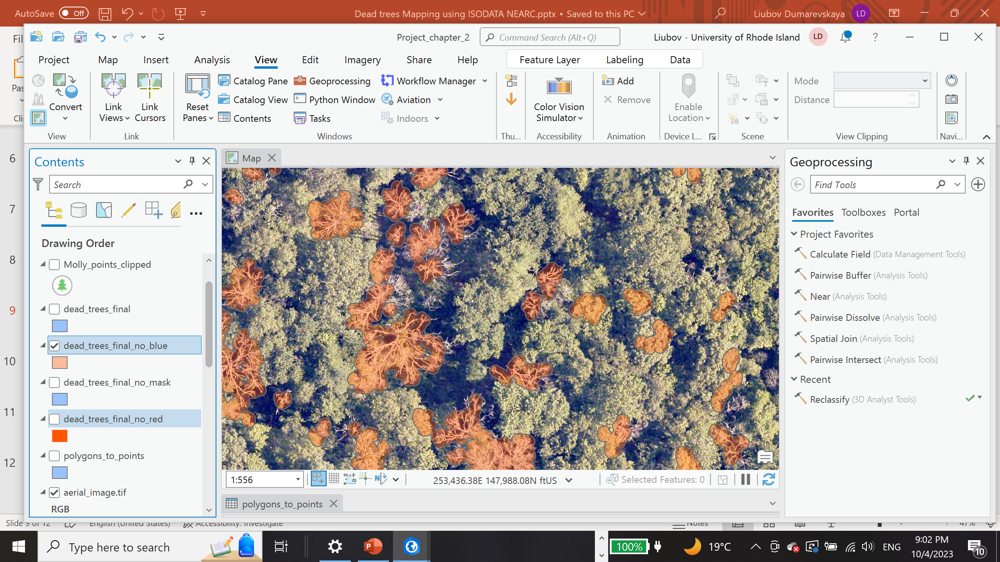 AutoSave Off
Dead trees Mapping using ISODATA NEARC.pptx • Saved to this PC
Liubov Dumarevskaya LD
Project_chapter_2
Command Search (Alt+Q)
Liubov - University of Rhode Island LD
?
Project Map Insert Analysis View Edit Imagery Share Help Feature Layer Labeling Data
Convert
Link Views
Link Cursors
Reset Panes
Catalog Pane
Catalog View
Contents
Geoprocessing
Python Window
Tasks
Workflow Manager
Aviation
Indoors
Color Vision Simulator
Add
Remove
Enable Location
Mode
Distance
View Link Windows Thu... Accessibility Animation Device L... Scene View Clipping Navi...
6
7
8
9
10
11
12
Contents
Search
Drawing Order
Molly_points_clipped
dead_trees_final
dead_trees_final_no_blue
dead_trees_final_no_mask
dead_trees_final_no_red
polygons_to_points
aerial_image.tif
RGB
Map
1:556
253,436.38E 147,988.08N ftUS
Selected Features: 0
polygons_to_points
Geoprocessing
Find Tools
Favorites Toolboxes Portal
Project Favorites
Calculate Field (Data Management Tools)
Pairwise Buffer (Analysis Tools)
Near (Analysis Tools)
Pairwise Dissolve (Analysis Tools)
Spatial Join (Analysis Tools)
Pairwise Intersect (Analysis Tools)
Recent
Reclassify (3D Analyst Tools)
Slide 9 of 12 English (United States) Accessibility: Investigate Notes 47%
Type here to search
100%
19°C
ENG
9:02 PM
10/4/2023
10